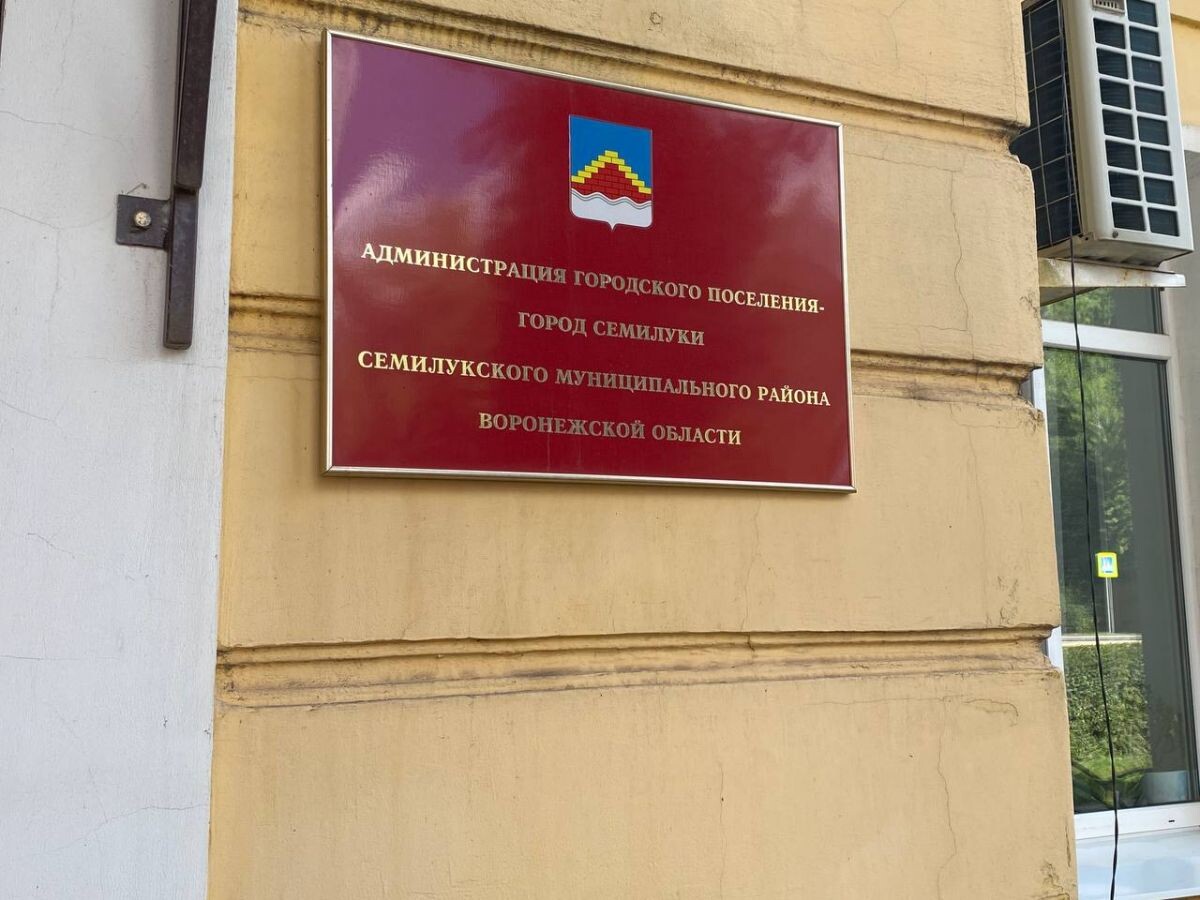 АДМИНИСТРАЦИЯ ГОРОДСКОГО ПОСЕЛЕНИЯ-
ГОРОД СЕМИЛУКИ
СЕМИЛУКСКОГО МУНИЦИПАЛЬНОГО РАЙОНА
ВОРОНЕЖСКОЙ ОБЛАСТИ